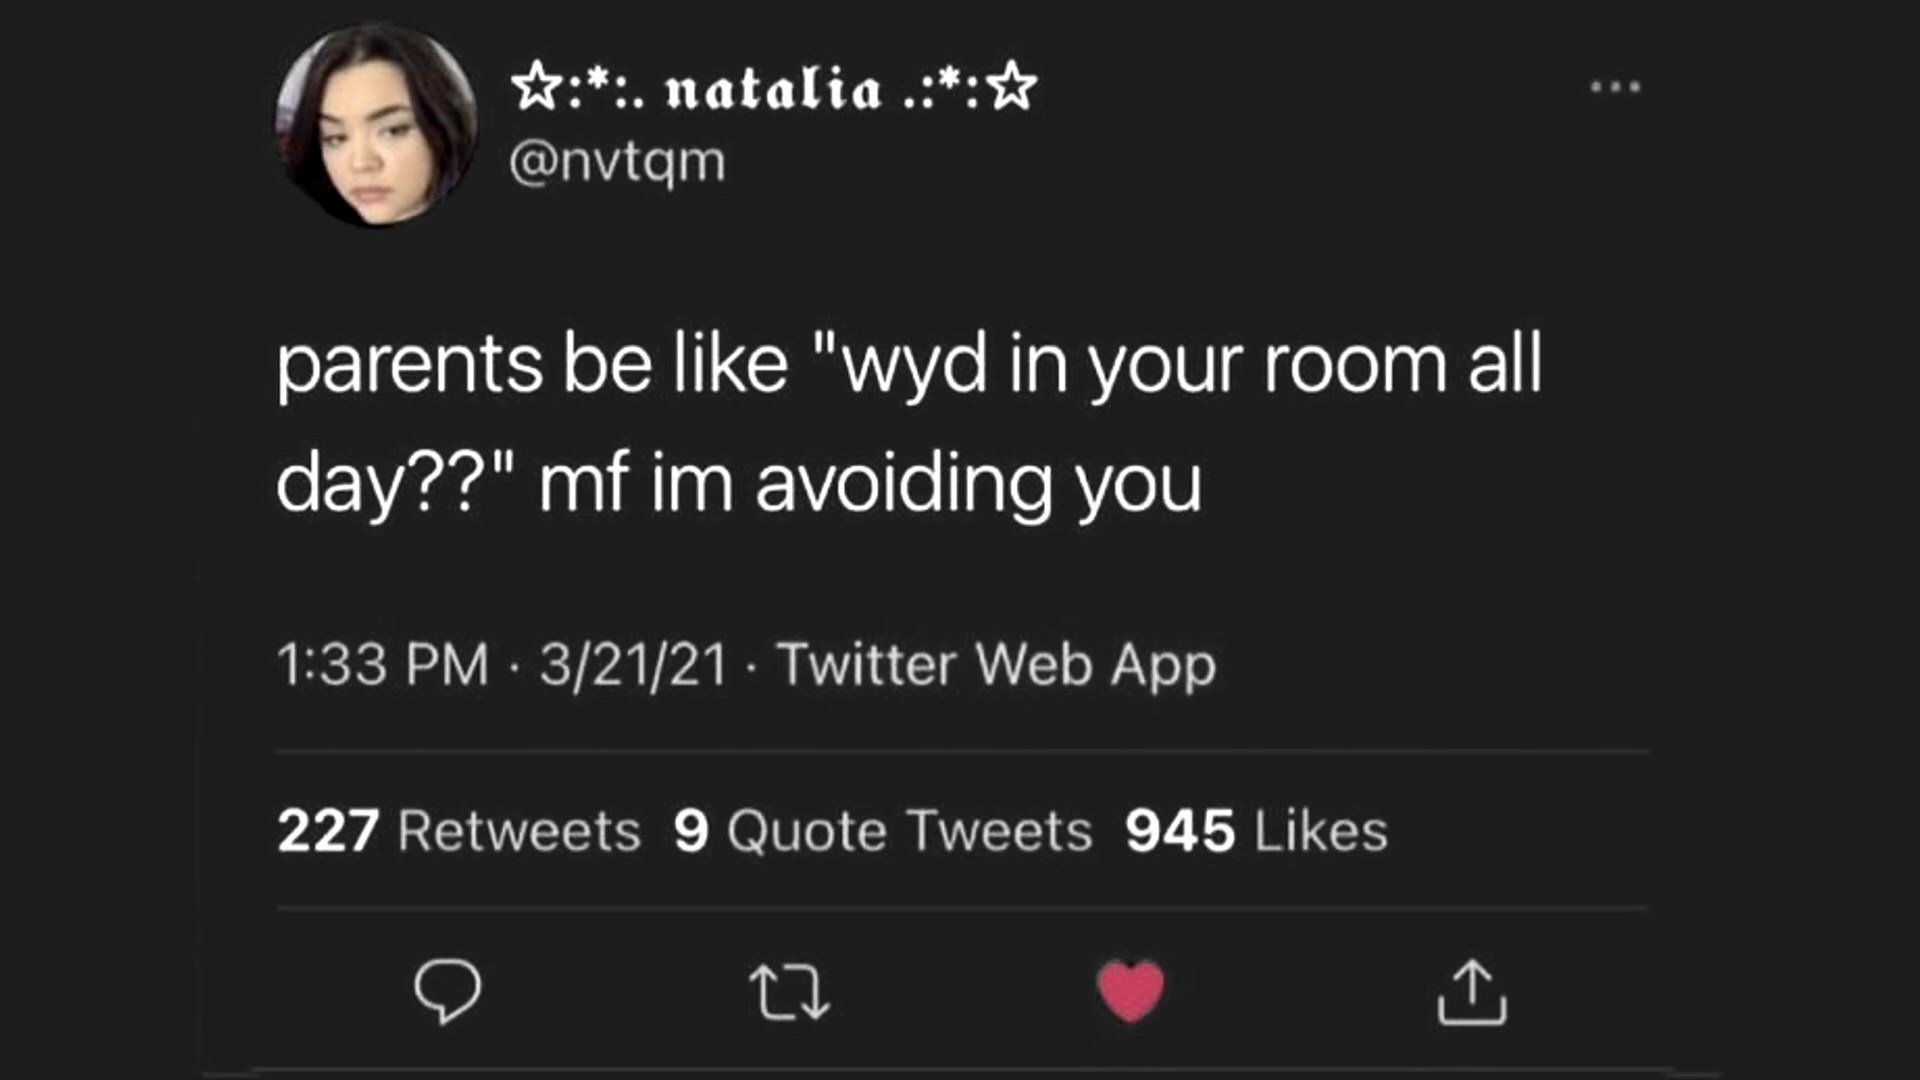 ☆:*:. 𝖓𝖆𝖙𝖆𝖑𝖎𝖆 .:*:☆
@nvtqm
parents be like "wyd in your room all
day??" mf im avoiding you
1:33 PM · 3/21/21 · Twitter Web App
227 Retweets 9 Quote Tweets 945 Likes